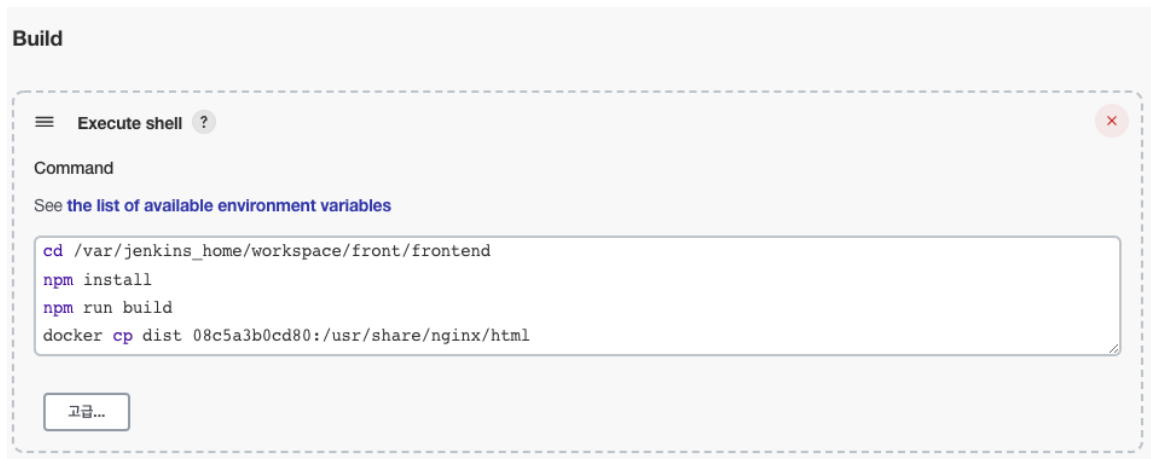 Build
Execute shell ?
Command
See the list of available environment variables
cd /var/jenkins_home/workspace/front/frontend
npm install
npm run build
docker cp dist 08c5a3b0cd80:/usr/share/nginx/html
고급...